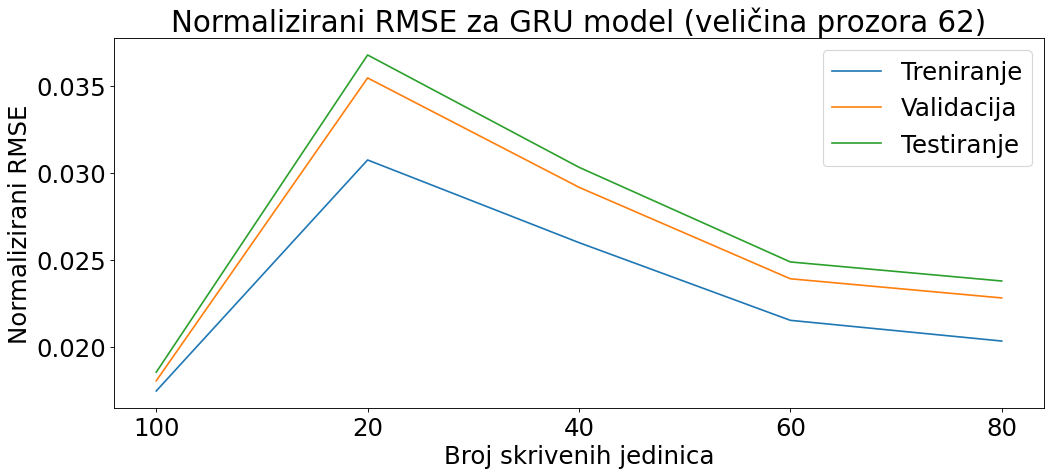 Normalizirani RMSE za GRU model (veličina prozora 62)
Normalizirani RMSE
0.035
0.030
0.025
0.020
Treniranje
Validacija
Testiranje
100 20 40 60 80
Broj skrivenih jedinica